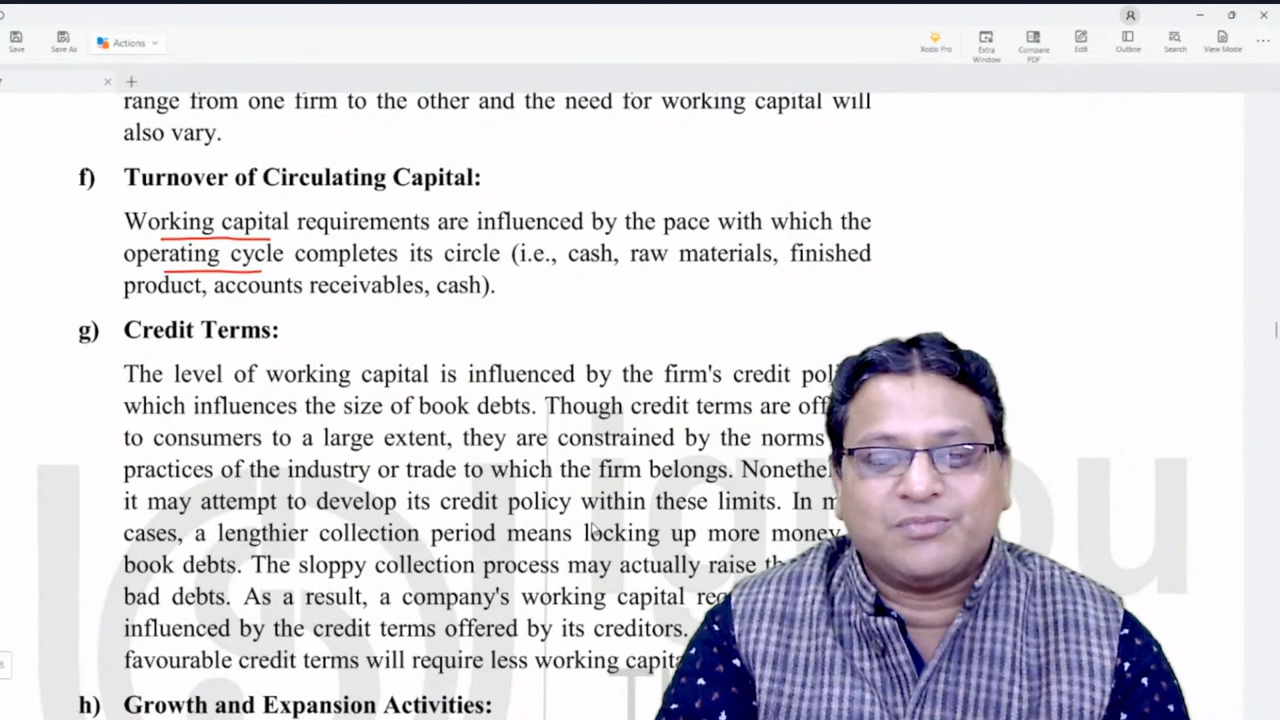 Save
Save As
Actions
Xodo Pro
Extra Window
Compare PDF
Edit
Outline
Search
View Mode
range from one firm to the other and the need for working capital will
also vary.
f) Turnover of Circulating Capital:
Working capital requirements are influenced by the pace with which the
operating cycle completes its circle (i.e., cash, raw materials, finished
product, accounts receivables, cash).
g) Credit Terms:
The level of working capital is influenced by the firm's credit
which influences the size of book debts. Though credit terms are
to consumers to a large extent, they are constrained by the norms
practices of the industry or trade to which the firm belongs.
it may attempt to develop its credit policy within these limits. In
cases, a lengthier collection period means locking up more money
book debts. The sloppy collection process may actually raise
bad debts. As a result, a company's working capital
influenced by the credit terms offered by its creditors.
favourable credit terms will require less working
h) Growth and Expansion Activities: